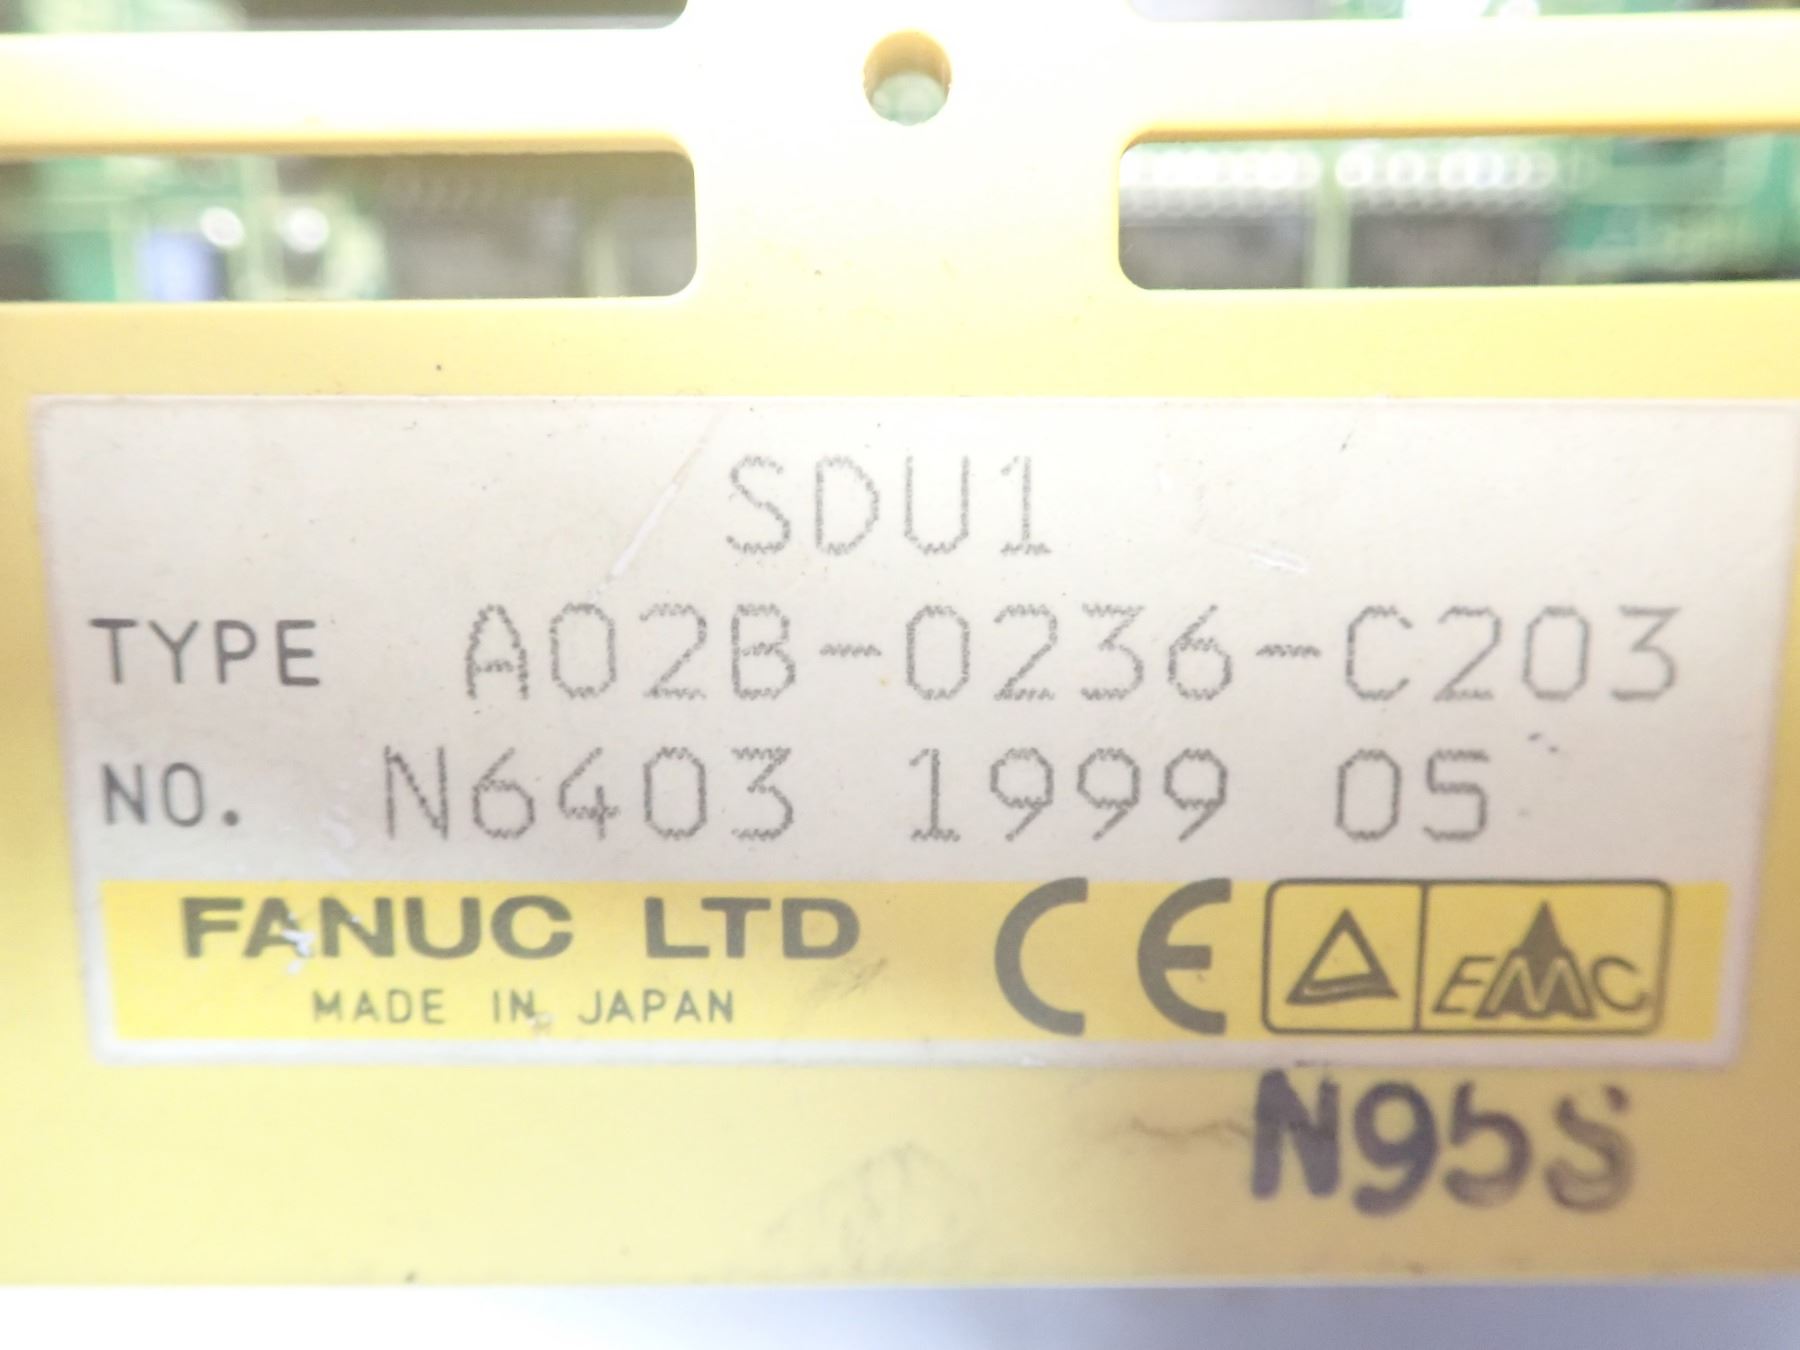 SDU1
TYPE A02B-0236-C203
NO. N6403 1999 05
FANUC LTD CE EMC
MADE IN JAPAN
N95S